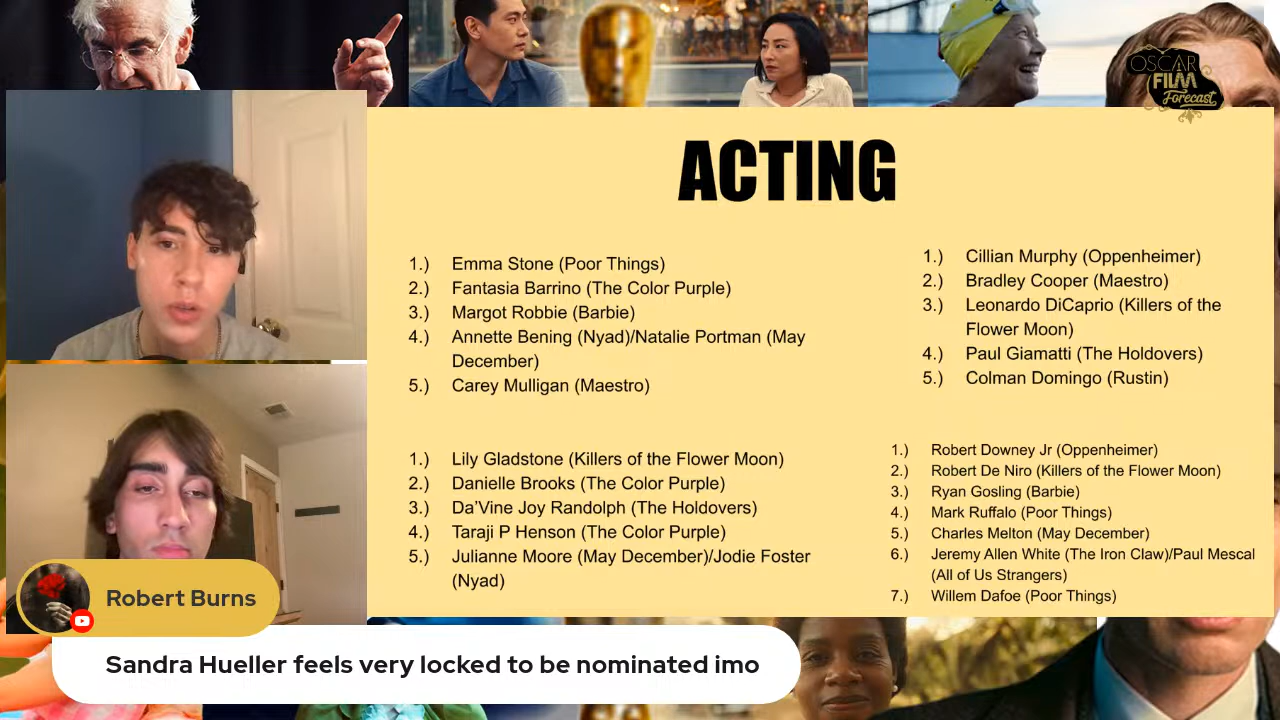 OSCAR
FILM
Forecast
ACTING
1.) Emma Stone (Poor Things)
2.) Fantasia Barrino (The Color Purple)
3.) Margot Robbie (Barbie)
4.) Annette Bening (Nyad)/Natalie Portman (May
December)
5.) Carey Mulligan (Maestro)
1.) Cillian Murphy (Oppenheimer)
2.) Bradley Cooper (Maestro)
3.) Leonardo DiCaprio (Killers of the
Flower Moon)
4.) Paul Giamatti (The Holdovers)
5.) Colman Domingo (Rustin)
1.) Lily Gladstone (Killers of the Flower Moon)
2.) Danielle Brooks (The Color Purple)
3.) Da'Vine Joy Randolph (The Holdovers)
4.) Taraji P Henson (The Color Purple)
5.) Julianne Moore (May December)/Jodie Foster
(Nyad)
1.) Robert Downey Jr (Oppenheimer)
2.) Robert De Niro (Killers of the Flower Moon)
3.) Ryan Gosling (Barbie)
4.) Mark Ruffalo (Poor Things)
5.) Charles Melton (May December)
6.) Jeremy Allen White (The Iron Claw)/Paul Mescal
(All of Us Strangers)
7.) Willem Dafoe (Poor Things)
Robert Burns
Sandra Hueller feels very locked to be nominated imo